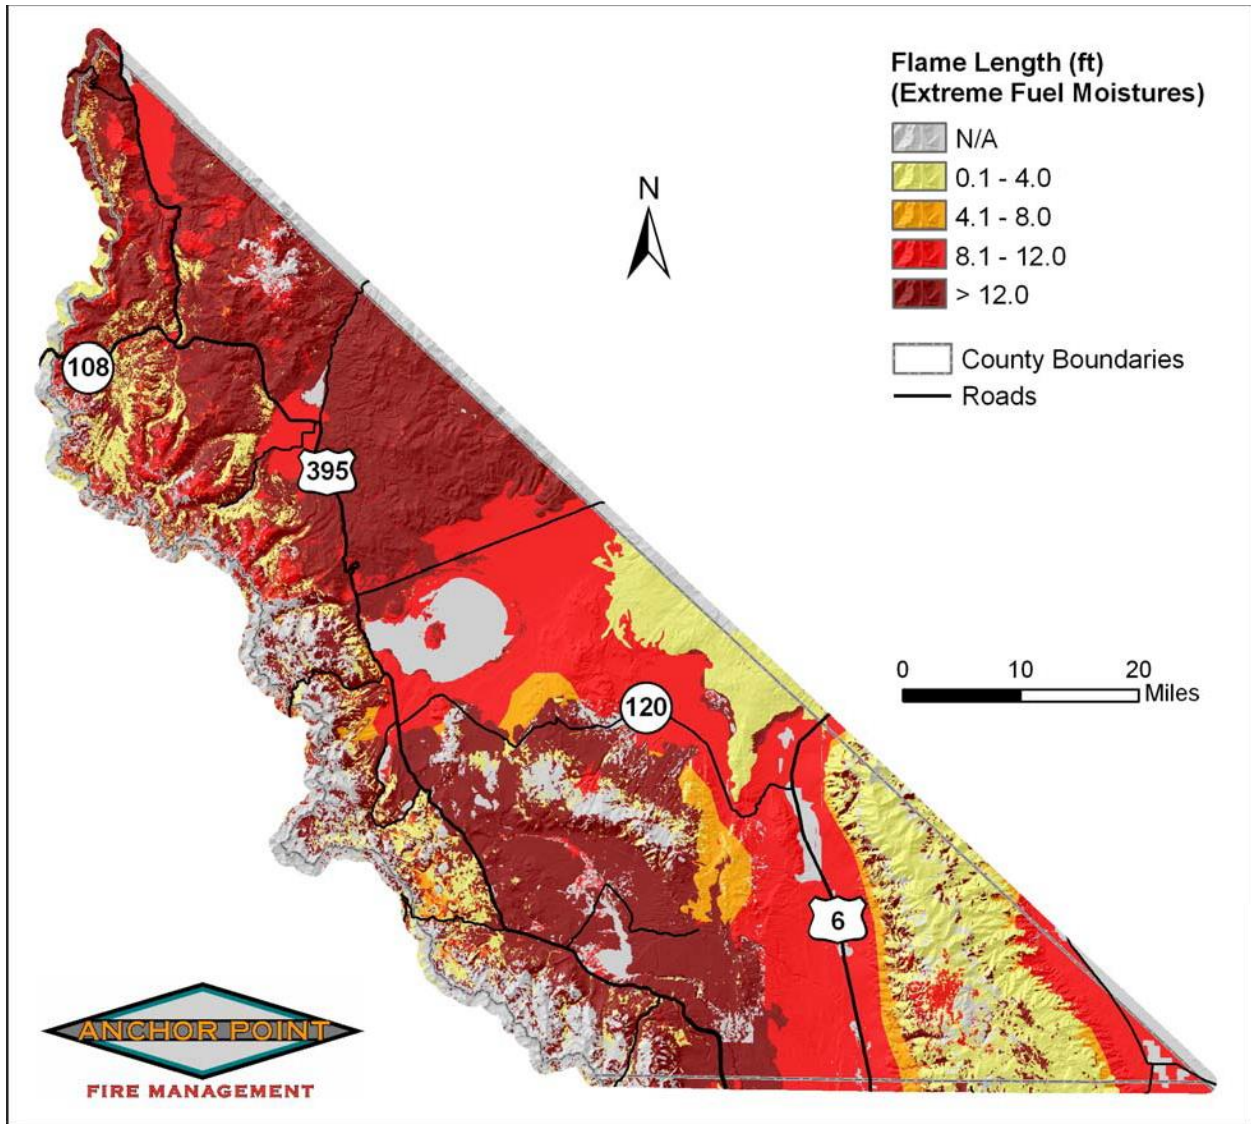 Flame Length (ft)
(Extreme Fuel Moistures)
N/A
0.1 - 4.0
4.1 - 8.0
8.1 - 12.0
> 12.0
County Boundaries
Roads
N
108
395
0 10 20
Miles
120
6
ANCHOR POINT
FIRE MANAGEMENT